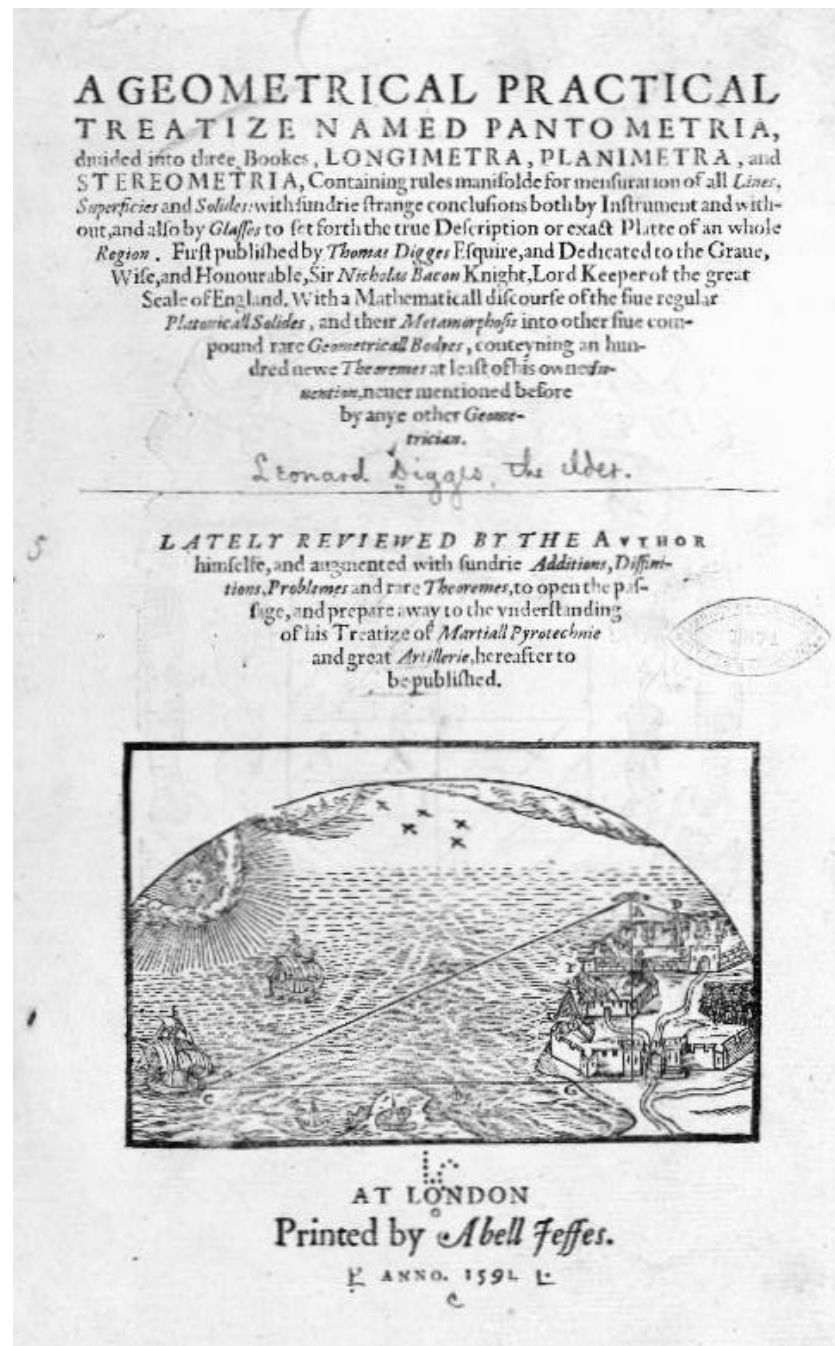 A GEOMETRICAL PRACTICAL
TREATIZE NAMED PANTOMETRIA,
diuided into three Bookes, LONGIMETRA, PLANIMETRA, and
STEREOMETRIA, Containing rules manifolde for mensuration of all Lines,
Superficies and Solides: with sundrie strange conclusions both by Instrument and with-
out, and also by Glasses to set forth the true Description or exact Platte of an whole
Region. First published by Thomas Digges Esquire, and Dedicated to the Graue,
Wise, and Honourable, Sir Nicholas Bacon Knight, Lord Keeper of the great
Seale of England. With a Mathematicall discourse of the fiue regular
Platonicall Solides, and their Metamorphosis into other fiue com-
pound rare Geometricall Bodyes, conteyning an hun-
dred newe Theoremes at least of his owne In-
uention, neuer mentioned before
by anye other Geome-
trician.
Leonard Digges, the elder.
LATELY REVIEWED BY THE AVTHOR
himselfe, and augmented with sundrie Additions, Diffini-
tions, Problemes and rare Theoremes, to open the pas-
sage, and prepare away to the vnderstanding
of his Treatize of Martiall Pyrotechnie
and great Artillerie, hereafter to
be published.
5
A
C
G
AT LONDON
Printed by Abell Jeffes.
ANNO. 1591.